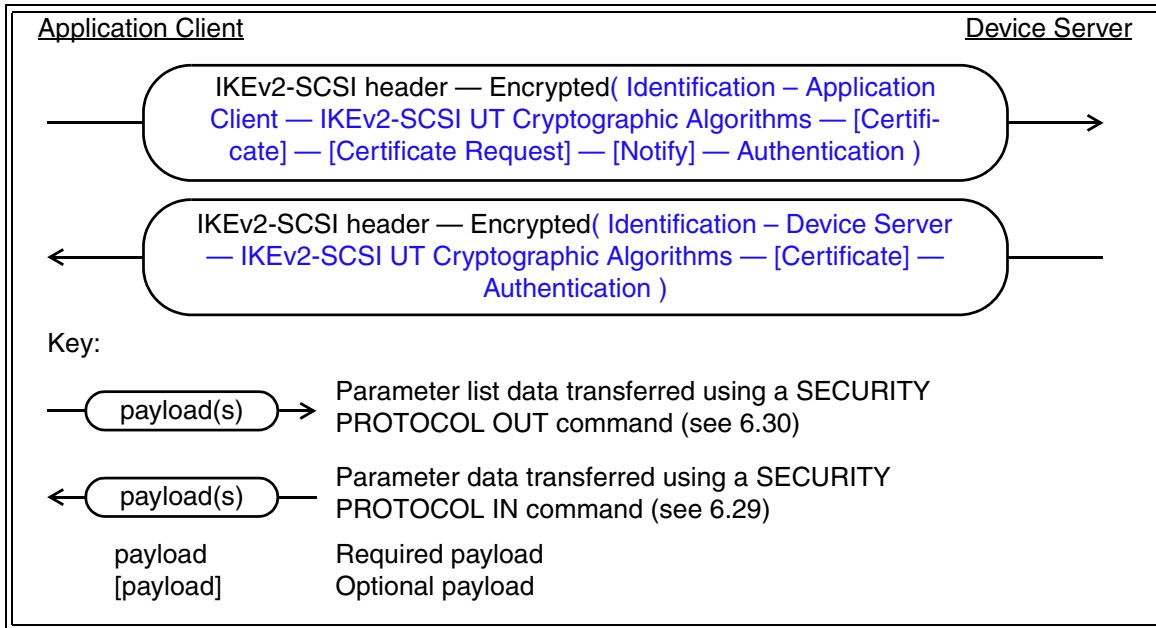 Application Client
Device Server
IKEv2-SCSI header — Encrypted( Identification – Application
Client — IKEv2-SCSI UT Cryptographic Algorithms — [Certifi-
cate] — [Certificate Request] — [Notify] — Authentication )
IKEv2-SCSI header — Encrypted( Identification – Device Server
— IKEv2-SCSI UT Cryptographic Algorithms — [Certificate] —
Authentication )
Key:
payload(s)
Parameter list data transferred using a SECURITY
PROTOCOL OUT command (see 6.30)
payload(s)
Parameter data transferred using a SECURITY
PROTOCOL IN command (see 6.29)
payload Required payload
[payload] Optional payload